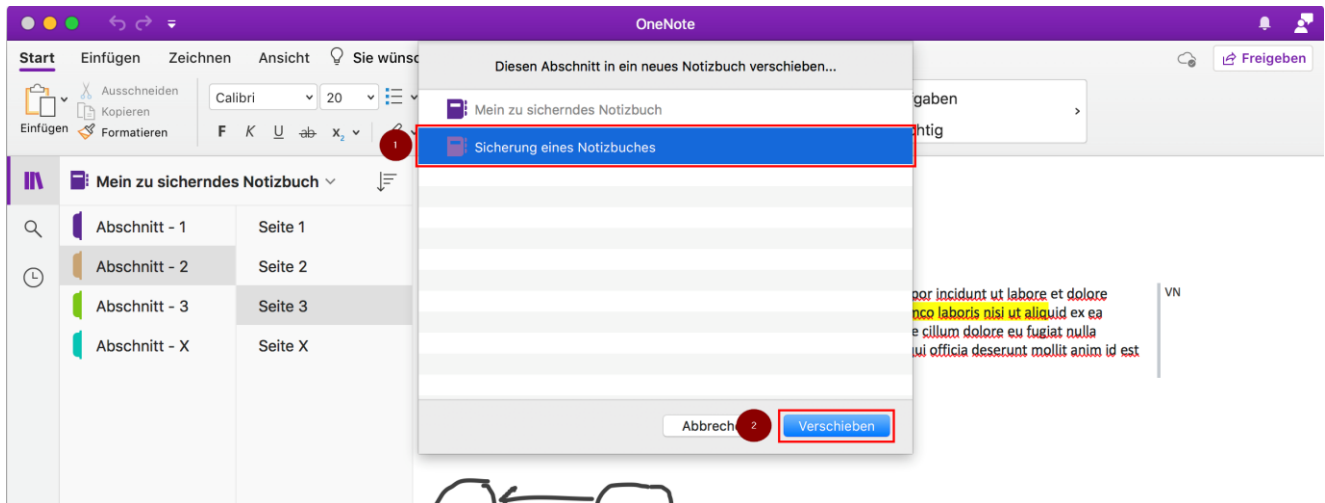 OneNote
Start Einfügen Zeichnen Ansicht Sie wünsc
Freigeben
Diesen Abschnitt in ein neues Notizbuch verschieben...
Ausschneiden
Kopieren
Formatieren
Einfügen
Calibri 20
F K U ab x2
gaben
htig
Mein zu sicherndes Notizbuch
1
Sicherung eines Notizbuches
Mein zu sicherndes Notizbuch
Abschnitt - 1 Seite 1
Abschnitt - 2 Seite 2
Abschnitt - 3 Seite 3
Abschnitt - X Seite X
por incidunt ut labore et dolore
nco laboris nisi ut aliquid ex ea
e cillum dolore eu fugiat nulla
ui officia deserunt mollit anim id est
VN
Abbreche
2
Verschieben